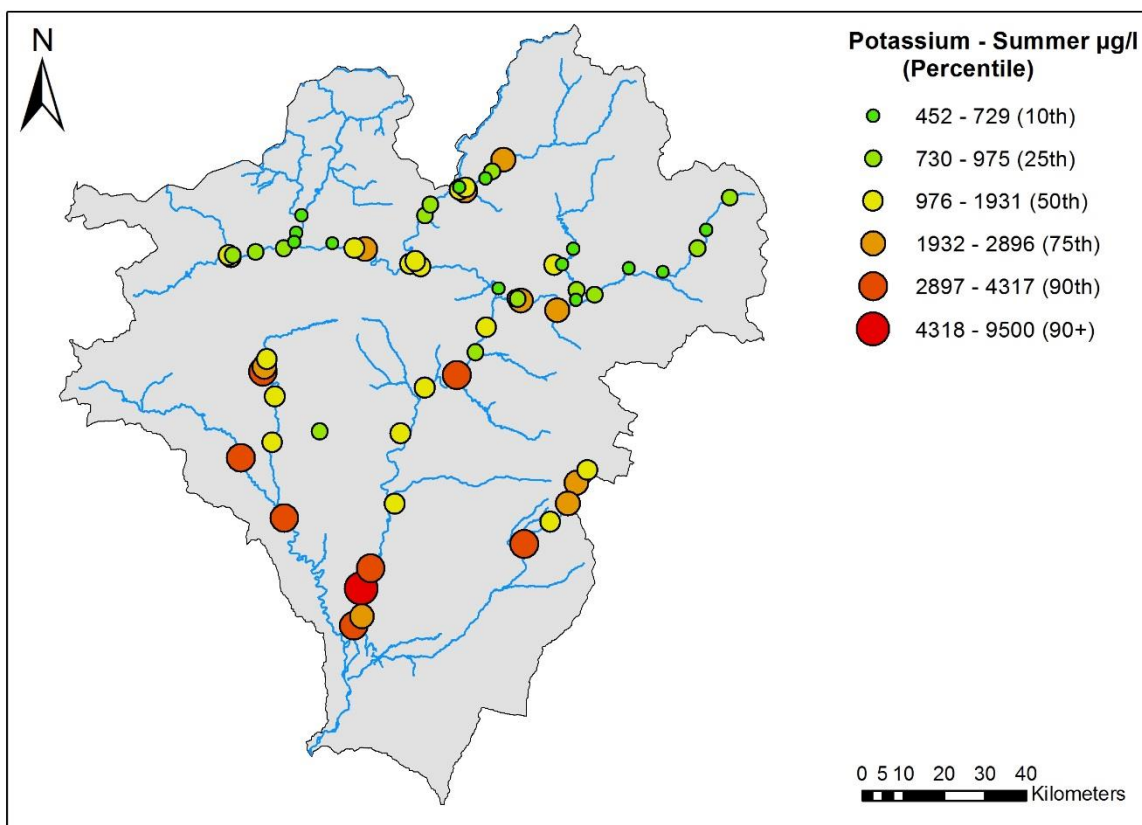 N
Potassium - Summer µg/l
(Percentile)
452 - 729 (10th)
730 - 975 (25th)
976 - 1931 (50th)
1932 - 2896 (75th)
2897 - 4317 (90th)
4318 - 9500 (90+)
0 5 10 20 30 40
Kilometers